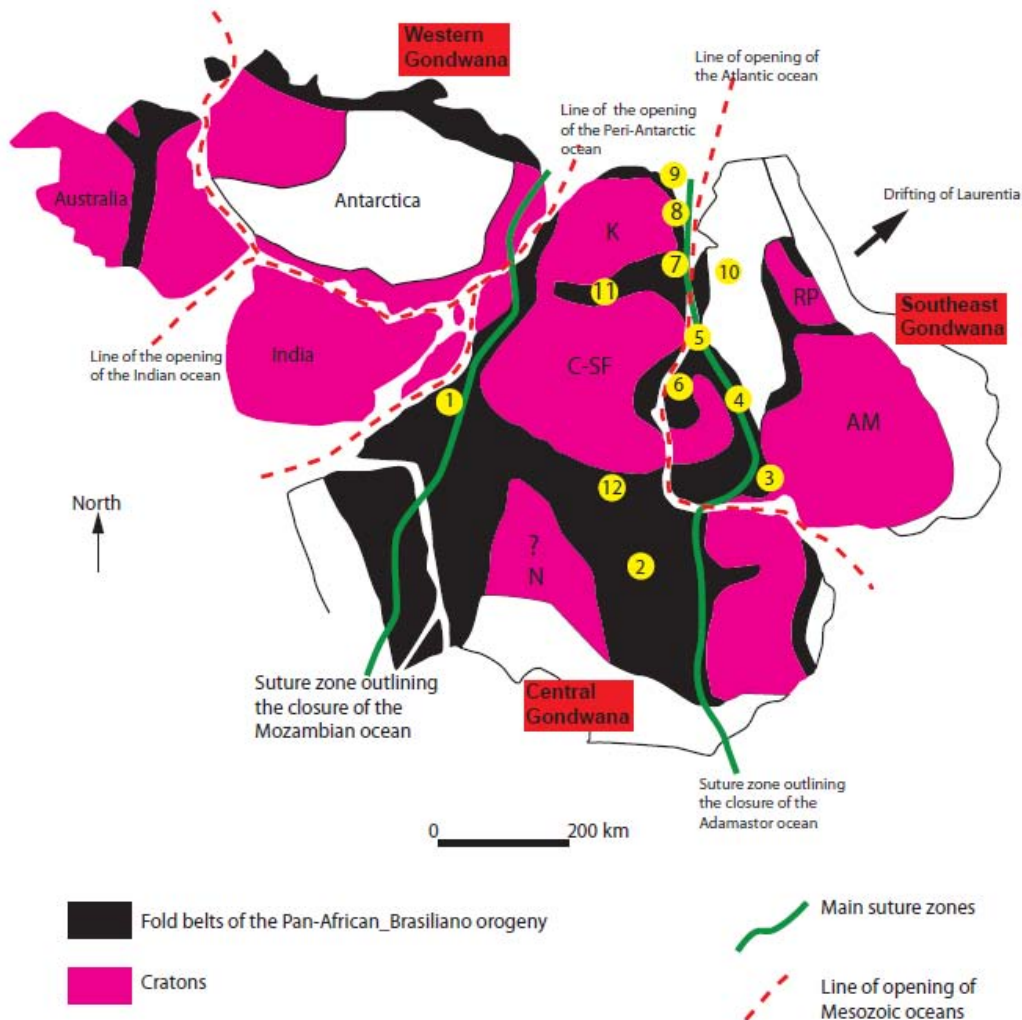 Western
Gondwana
Line of opening of
the Atlantic ocean
Line of the opening
of the Peri-Antarctic
ocean
9
Australia
Antarctica
K
8
Drifting of Laurentia
7
10
11
RP
Southeast
Gondwana
5
Line of the opening
of the Indian ocean
India
C-SF
6
1
4
AM
North
12
3
?
N
2
Suture zone outlining
the closure of the
Mozambian ocean
Central
Gondwana
Suture zone outlining
the closure of the
Adamastor ocean
0
200 km
Fold belts of the Pan-African_Brasiliano orogeny
Main suture zones
Cratons
Line of opening of
Mesozoic oceans